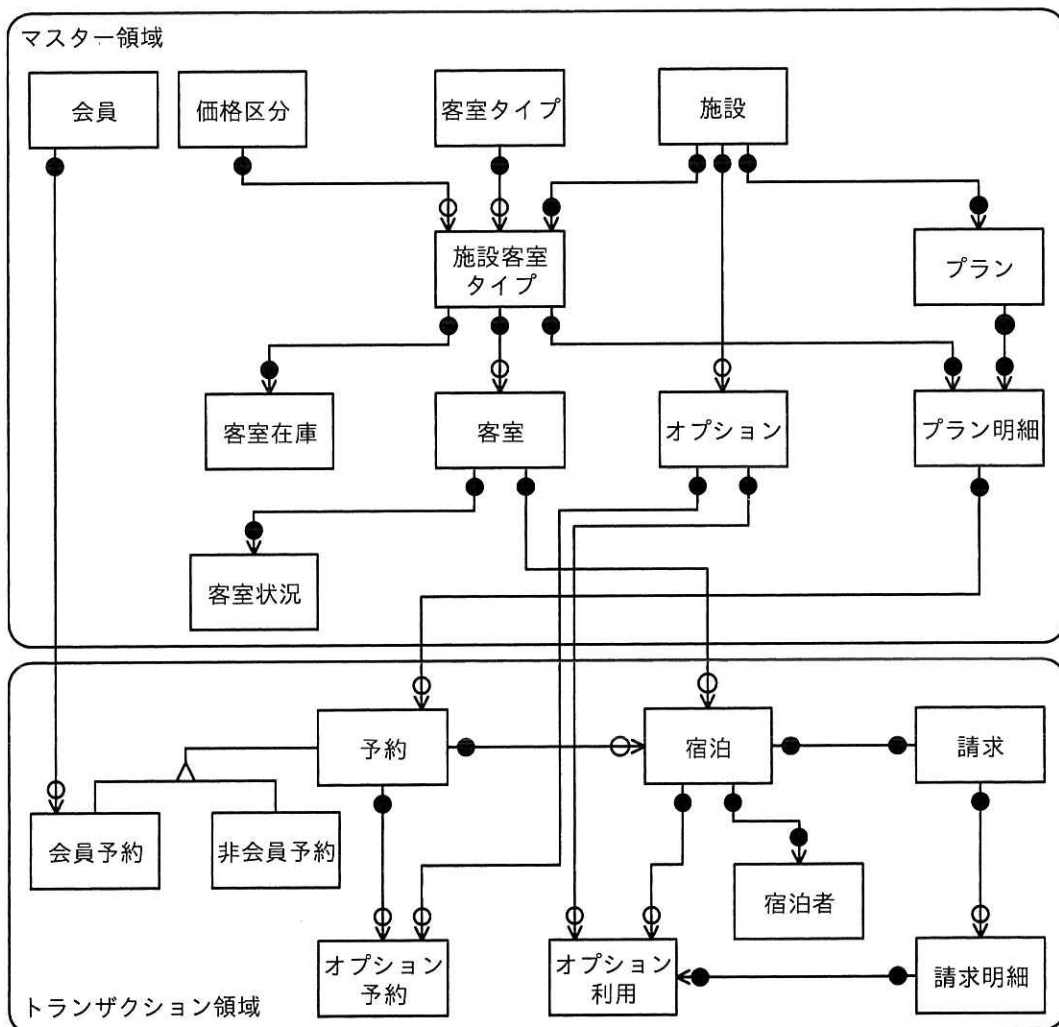 マスター領域
会員
価格区分
客室タイプ
施設
施設客室
タイプ
プラン
客室在庫
客室
オプション
プラン明細
客室状況
予約
宿泊
請求
会員予約
非会員予約
宿泊者
オプション
予約
オプション
利用
請求明細
トランザクション領域